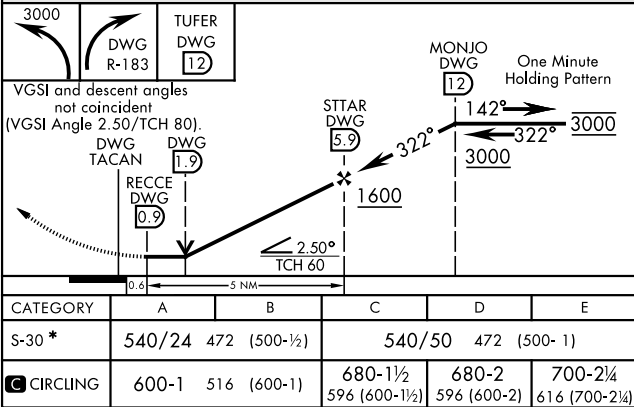 3000
DWG
R-183
TUFER
DWG
12
VGSI and descent angles
not coincident
(VGSI Angle 2.50/TCH 80).
MONJO
DWG
12
One Minute
Holding Pattern
142°
322°
3000
3000
STTAR
DWG
5.9
322°
1600
DWG
TACAN
DWG
1.9
RECCE
DWG
0.9
2.50°
TCH 60
0.6
5 NM
CATEGORY A B C D E
S-30 * 540/24 472 (500-½) 540/50 472 (500- 1)
C CIRCLING 600-1 516 (600-1) 680-1½ 680-2 700-2¼
596 (600-1½) 596 (600-2) 616 (700-2¼)